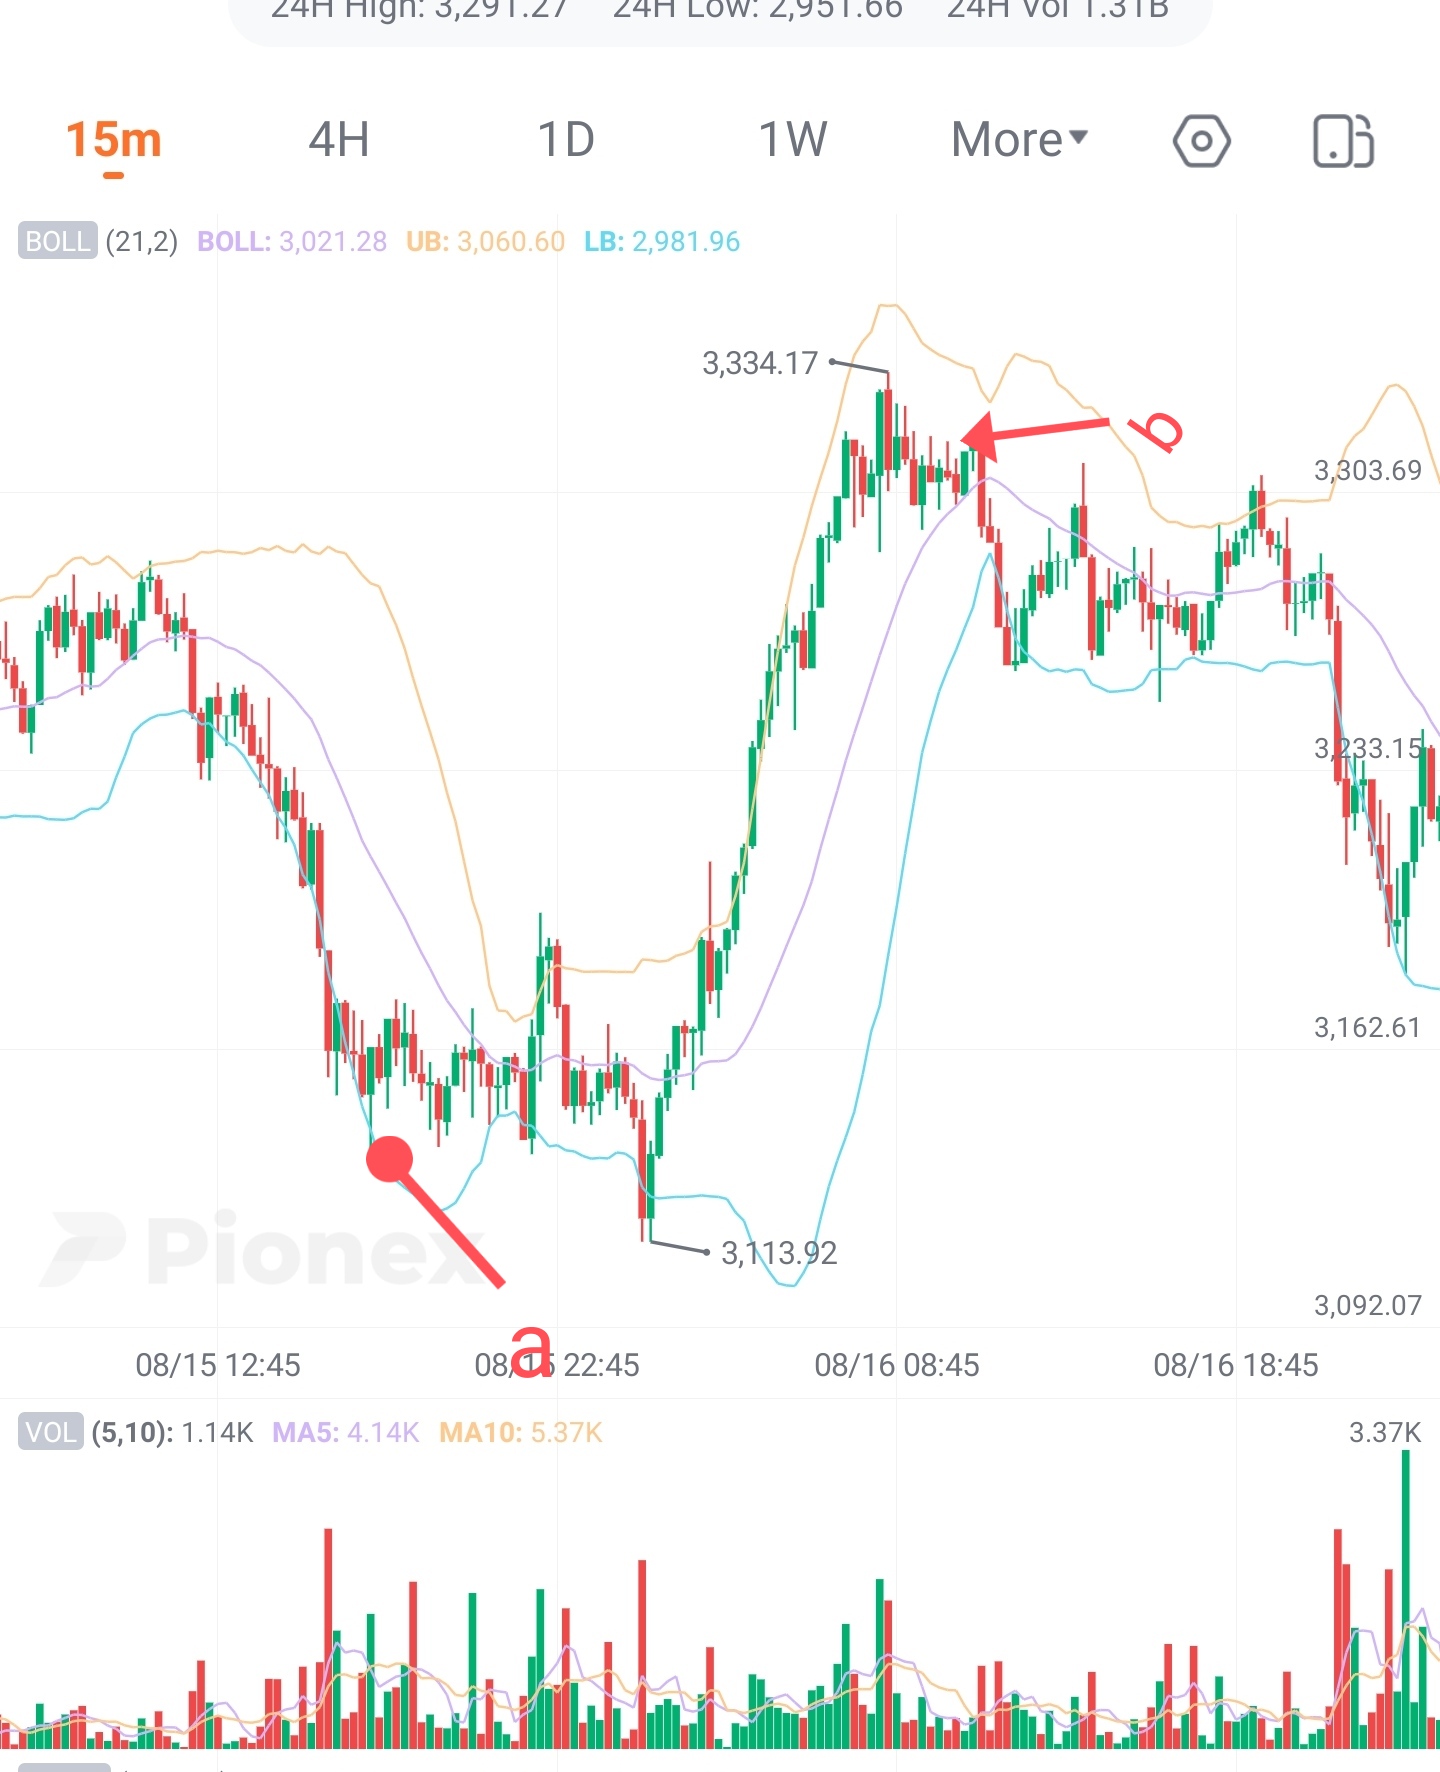 24H High: 3,291.27 24H Low: 2,951.66 24H Vol 1.31B
15m 4H 1D 1W More
BOLL (21,2) BOLL: 3,021.28 UB: 3,060.60 LB: 2,981.96
3,334.17
b
3,303.69
3,233.15
3,162.61
Pionex
3,113.92
3,092.07
a
08/15 12:45 08/15 22:45 08/16 08:45 08/16 18:45
VOL (5,10): 1.14K MA5: 4.14K MA10: 5.37K 3.37K